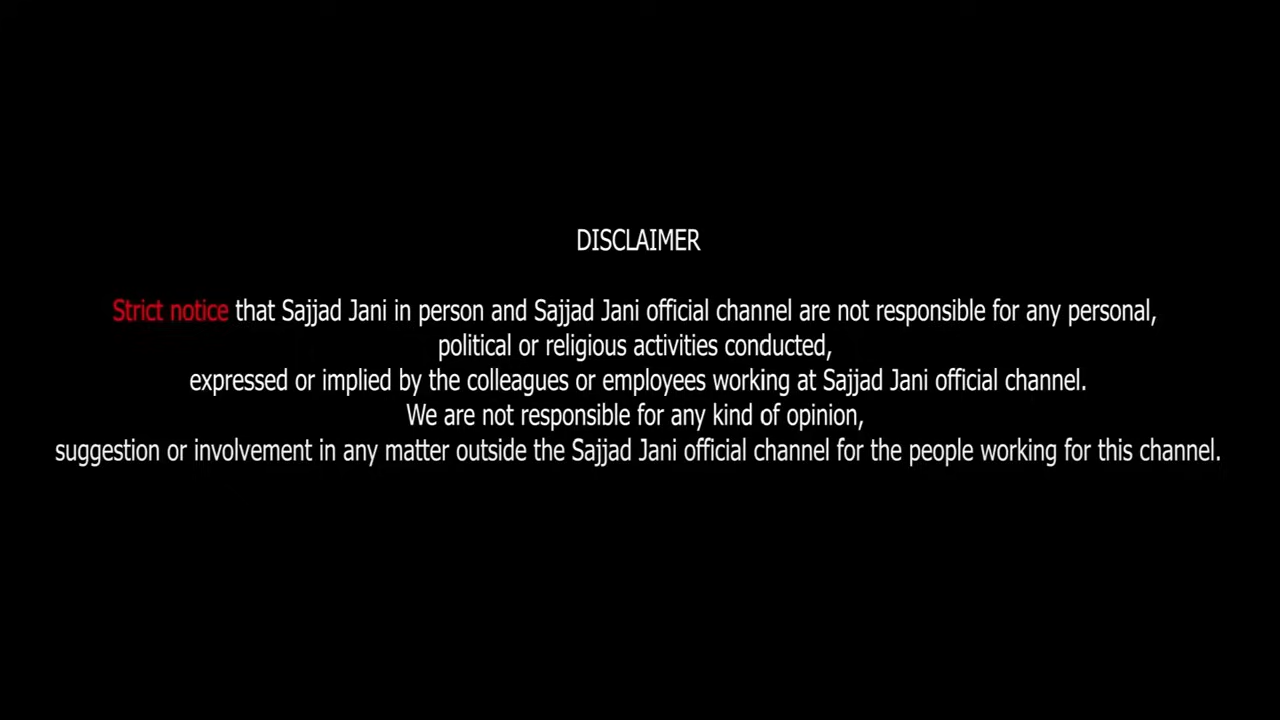 DISCLAIMER
Strict notice that Sajjad Jani in person and Sajjad Jani official channel are not responsible for any personal,
political or religious activities conducted,
expressed or implied by the colleagues or employees working at Sajjad Jani official channel.
We are not responsible for any kind of opinion,
suggestion or involvement in any matter outside the Sajjad Jani official channel for the people working for this channel.